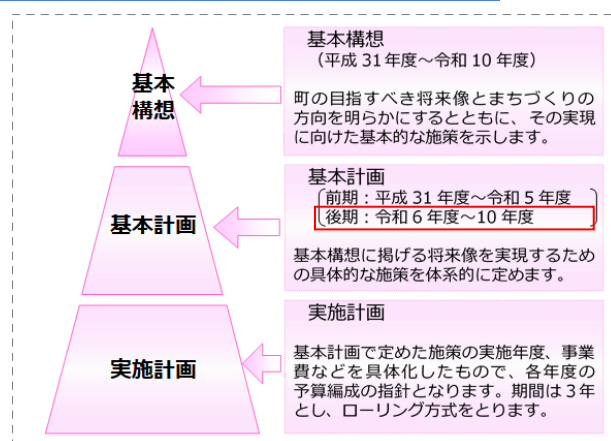 基本
構想
基本構想
（平成 31 年度～令和 10 年度）
町の目指すべき将来像とまちづくりの
方向を明らかにするとともに、その実現
に向けた基本的な施策を示します。
基本計画
基本計画
前期：平成 31 年度～令和 5 年度
後期：令和 6 年度～10 年度
基本構想に掲げる将来像を実現するため
の具体的な施策を体系的に定めます。
実施計画
実施計画
基本計画で定めた施策の実施年度、事業
費などを具体化したもので、各年度の
予算編成の指針となります。期間は３年
とし、ローリング方式をとります。